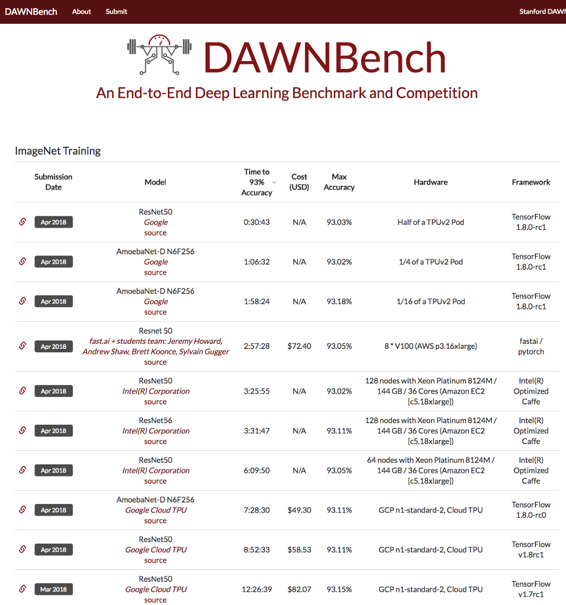 DAWNBench About Submit Stanford DAWN
DAWNBench
An End-to-End Deep Learning Benchmark and Competition
ImageNet Training
Submission Date Model Time to 93% Accuracy Cost (USD) Max Accuracy Hardware Framework
Apr 2018 ResNet50 Google source 0:30:43 N/A 93.03% Half of a TPUv2 Pod TensorFlow 1.8.0-rc1
Apr 2018 AmoebaNet-D N6F256 Google source 1:06:32 N/A 93.02% 1/4 of a TPUv2 Pod TensorFlow 1.8.0-rc1
Apr 2018 AmoebaNet-D N6F256 Google source 1:58:24 N/A 93.18% 1/16 of a TPUv2 Pod TensorFlow 1.8.0-rc1
Apr 2018 Resnet 50 fast.ai + students team: Jeremy Howard, Andrew Shaw, Brett Koonce, Sylvain Gugger source 2:57:28 $72.40 93.05% 8 * V100 (AWS p3.16xlarge) fastai / pytorch
Apr 2018 ResNet50 Intel(R) Corporation source 3:25:55 N/A 93.02% 128 nodes with Xeon Platinum 8124M / 144 GB / 36 Cores (Amazon EC2 [c5.18xlarge]) Intel(R) Optimized Caffe
Apr 2018 ResNet56 Intel(R) Corporation source 3:31:47 N/A 93.11% 128 nodes with Xeon Platinum 8124M / 144 GB / 36 Cores (Amazon EC2 [c5.18xlarge]) Intel(R) Optimized Caffe
Apr 2018 ResNet50 Intel(R) Corporation source 6:09:50 N/A 93.05% 64 nodes with Xeon Platinum 8124M / 144 GB / 36 Cores (Amazon EC2 [c5.18xlarge]) Intel(R) Optimized Caffe
Apr 2018 AmoebaNet-D N6F256 Google Cloud TPU source 7:28:30 $49.30 93.11% GCP n1-standard-2, Cloud TPU TensorFlow 1.8.0-rc0
Apr 2018 ResNet50 Google Cloud TPU source 8:52:33 $58.53 93.11% GCP n1-standard-2, Cloud TPU TensorFlow v1.8rc1
Mar 2018 ResNet50 Google Cloud TPU source 12:26:39 $82.07 93.15% GCP n1-standard-2, Cloud TPU TensorFlow v1.7rc1